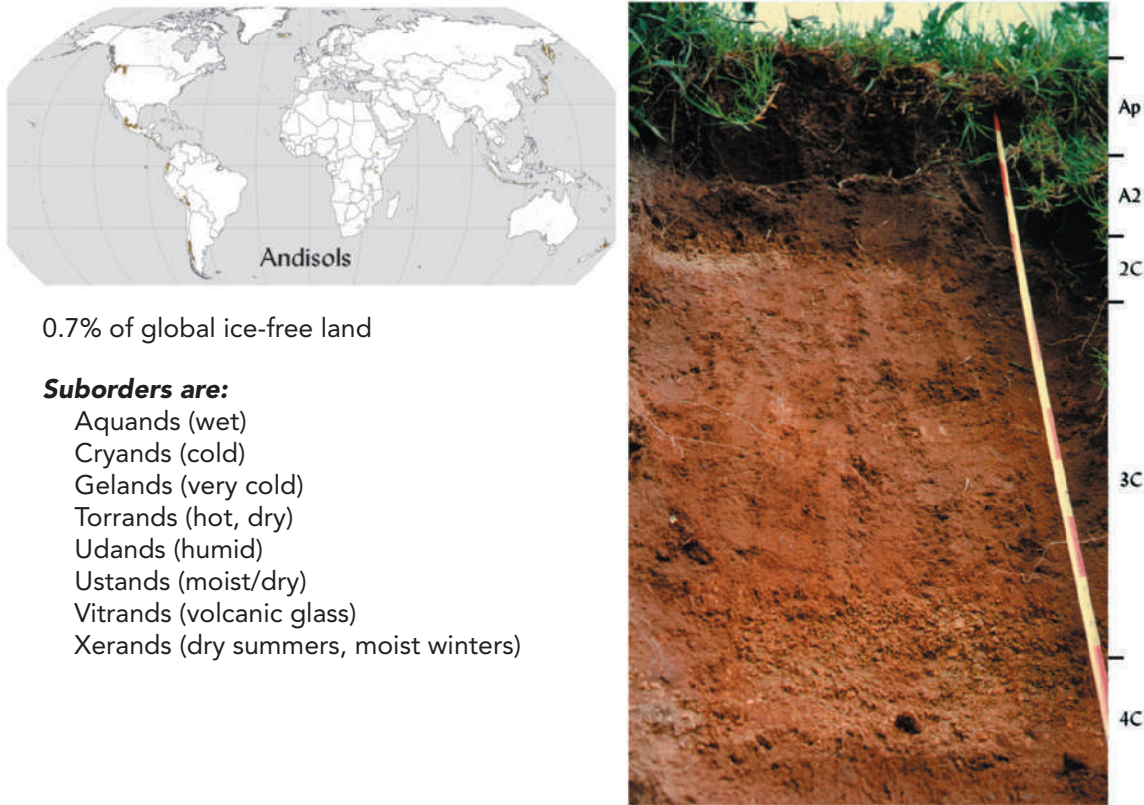 Andisols
0.7% of global ice-free land
Suborders are:
Aquands (wet)
Cryands (cold)
Gelands (very cold)
Torrands (hot, dry)
Udands (humid)
Ustands (moist/dry)
Vitrands (volcanic glass)
Xerands (dry summers, moist winters)
Ap
A2
2C
3C
4C